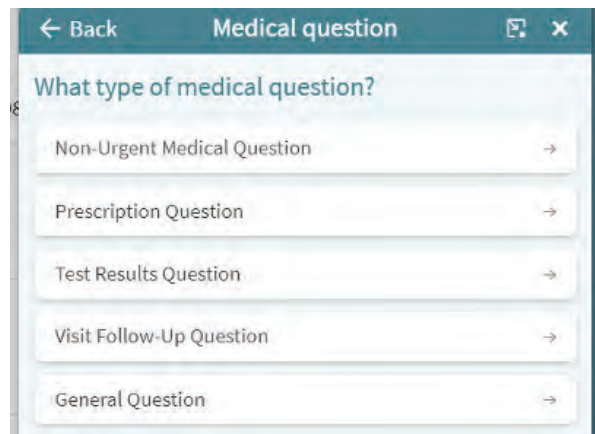 ← Back Medical question ×
What type of medical question?
Non-Urgent Medical Question →
Prescription Question →
Test Results Question →
Visit Follow-Up Question →
General Question →